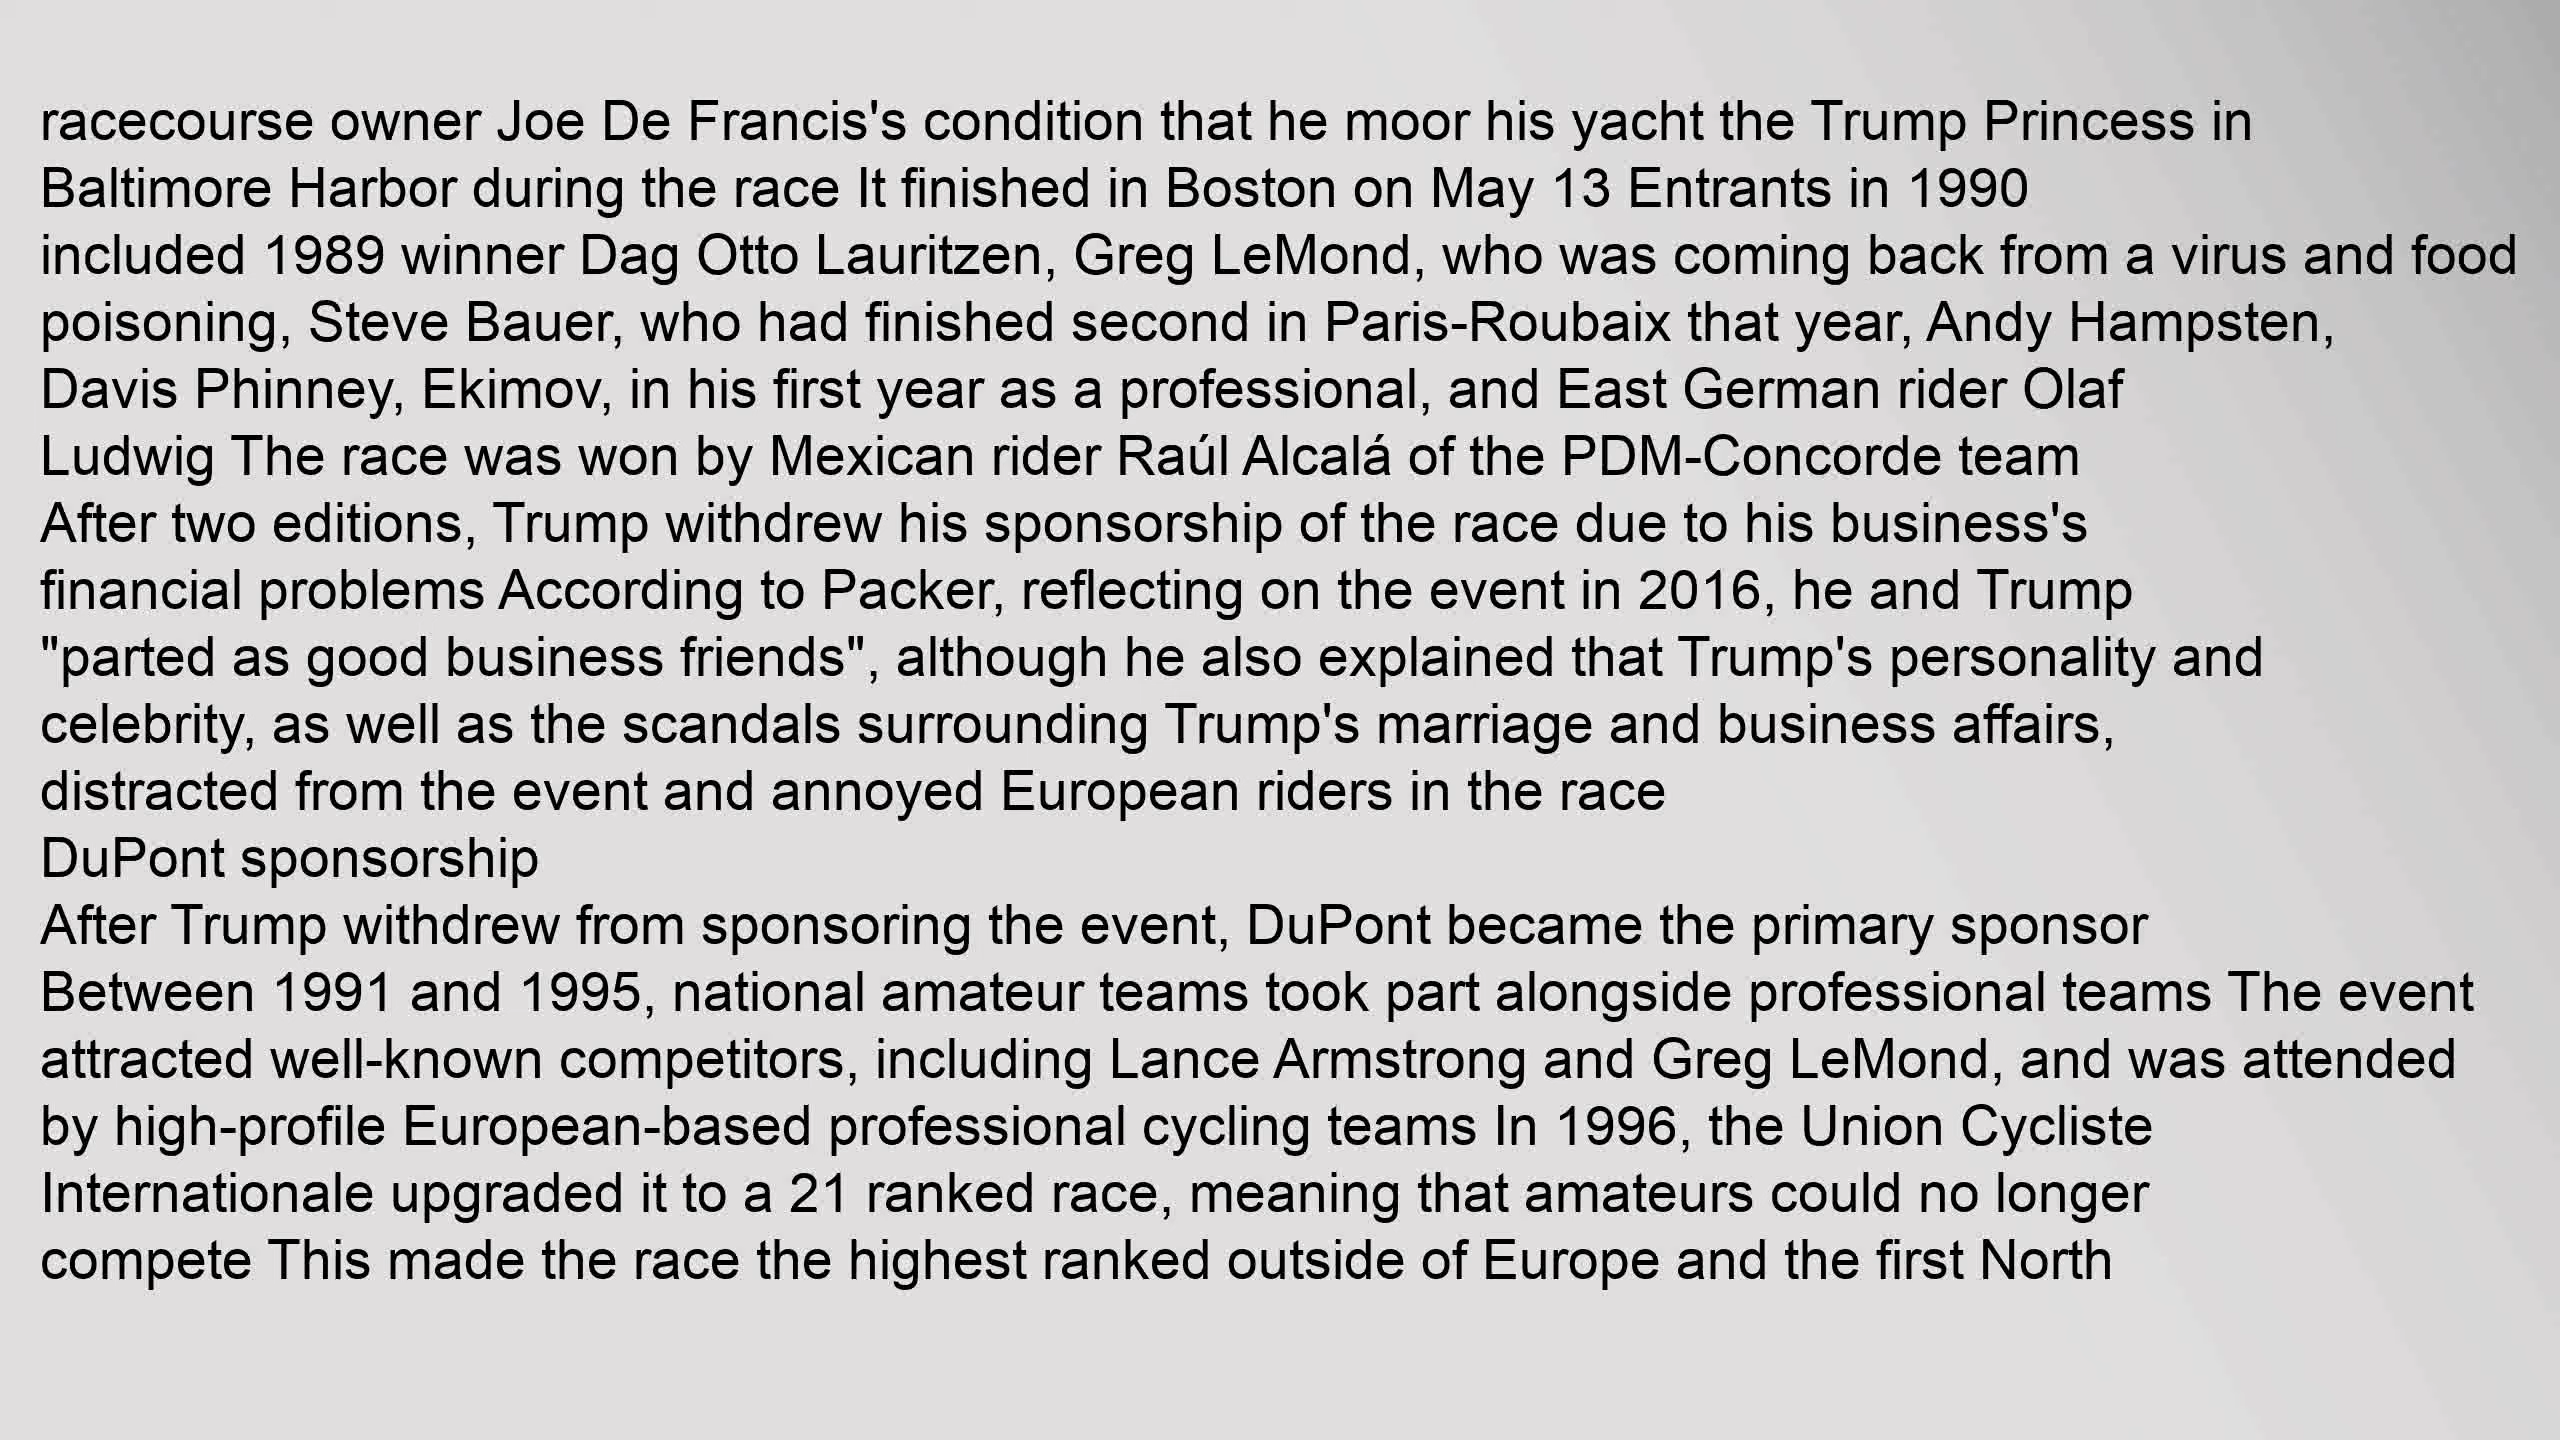 racecourse owner Joe De Francis's condition that he moor his yacht the Trump Princess in
Baltimore Harbor during the race It finished in Boston on May 13 Entrants in 1990
included 1989 winner Dag Otto Lauritzen, Greg LeMond, who was coming back from a virus and food
poisoning, Steve Bauer, who had finished second in Paris-Roubaix that year, Andy Hampsten,
Davis Phinney, Ekimov, in his first year as a professional, and East German rider Olaf
Ludwig The race was won by Mexican rider Raúl Alcalá of the PDM-Concorde team
After two editions, Trump withdrew his sponsorship of the race due to his business's
financial problems According to Packer, reflecting on the event in 2016, he and Trump
"parted as good business friends", although he also explained that Trump's personality and
celebrity, as well as the scandals surrounding Trump's marriage and business affairs,
distracted from the event and annoyed European riders in the race
DuPont sponsorship
After Trump withdrew from sponsoring the event, DuPont became the primary sponsor
Between 1991 and 1995, national amateur teams took part alongside professional teams The event
attracted well-known competitors, including Lance Armstrong and Greg LeMond, and was attended
by high-profile European-based professional cycling teams In 1996, the Union Cycliste
Internationale upgraded it to a 21 ranked race, meaning that amateurs could no longer
compete This made the race the highest ranked outside of Europe and the first North